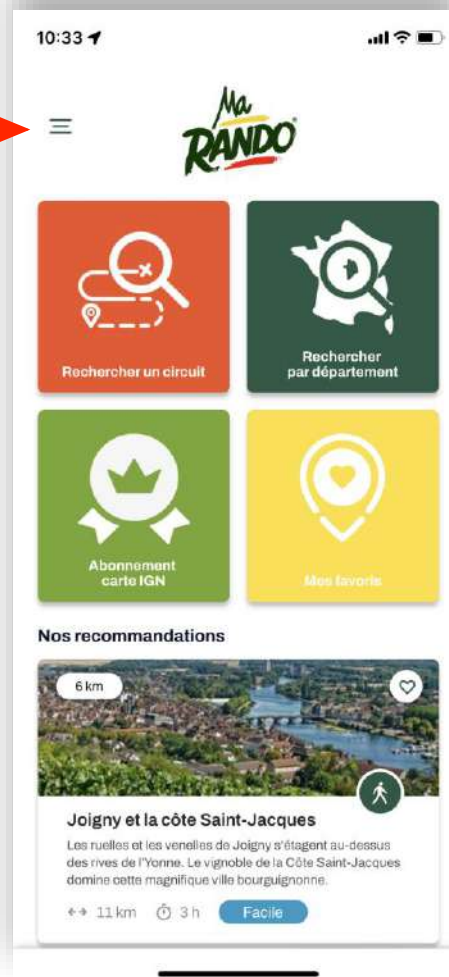 10:33
Ma
RANDO
Rechercher un circuit
Rechercher
par département
Abonnement
carte IGN
Mes favoris
Nos recommandations
6 km
Joigny et la côte Saint-Jacques
Les ruelles et les venelles de Joigny s'étagent au-dessus
des rives de l'Yonne. Le vignoble de la Côte Saint-Jacques
domine cette magnifique ville bourguignonne.
11 km 3 h Facile